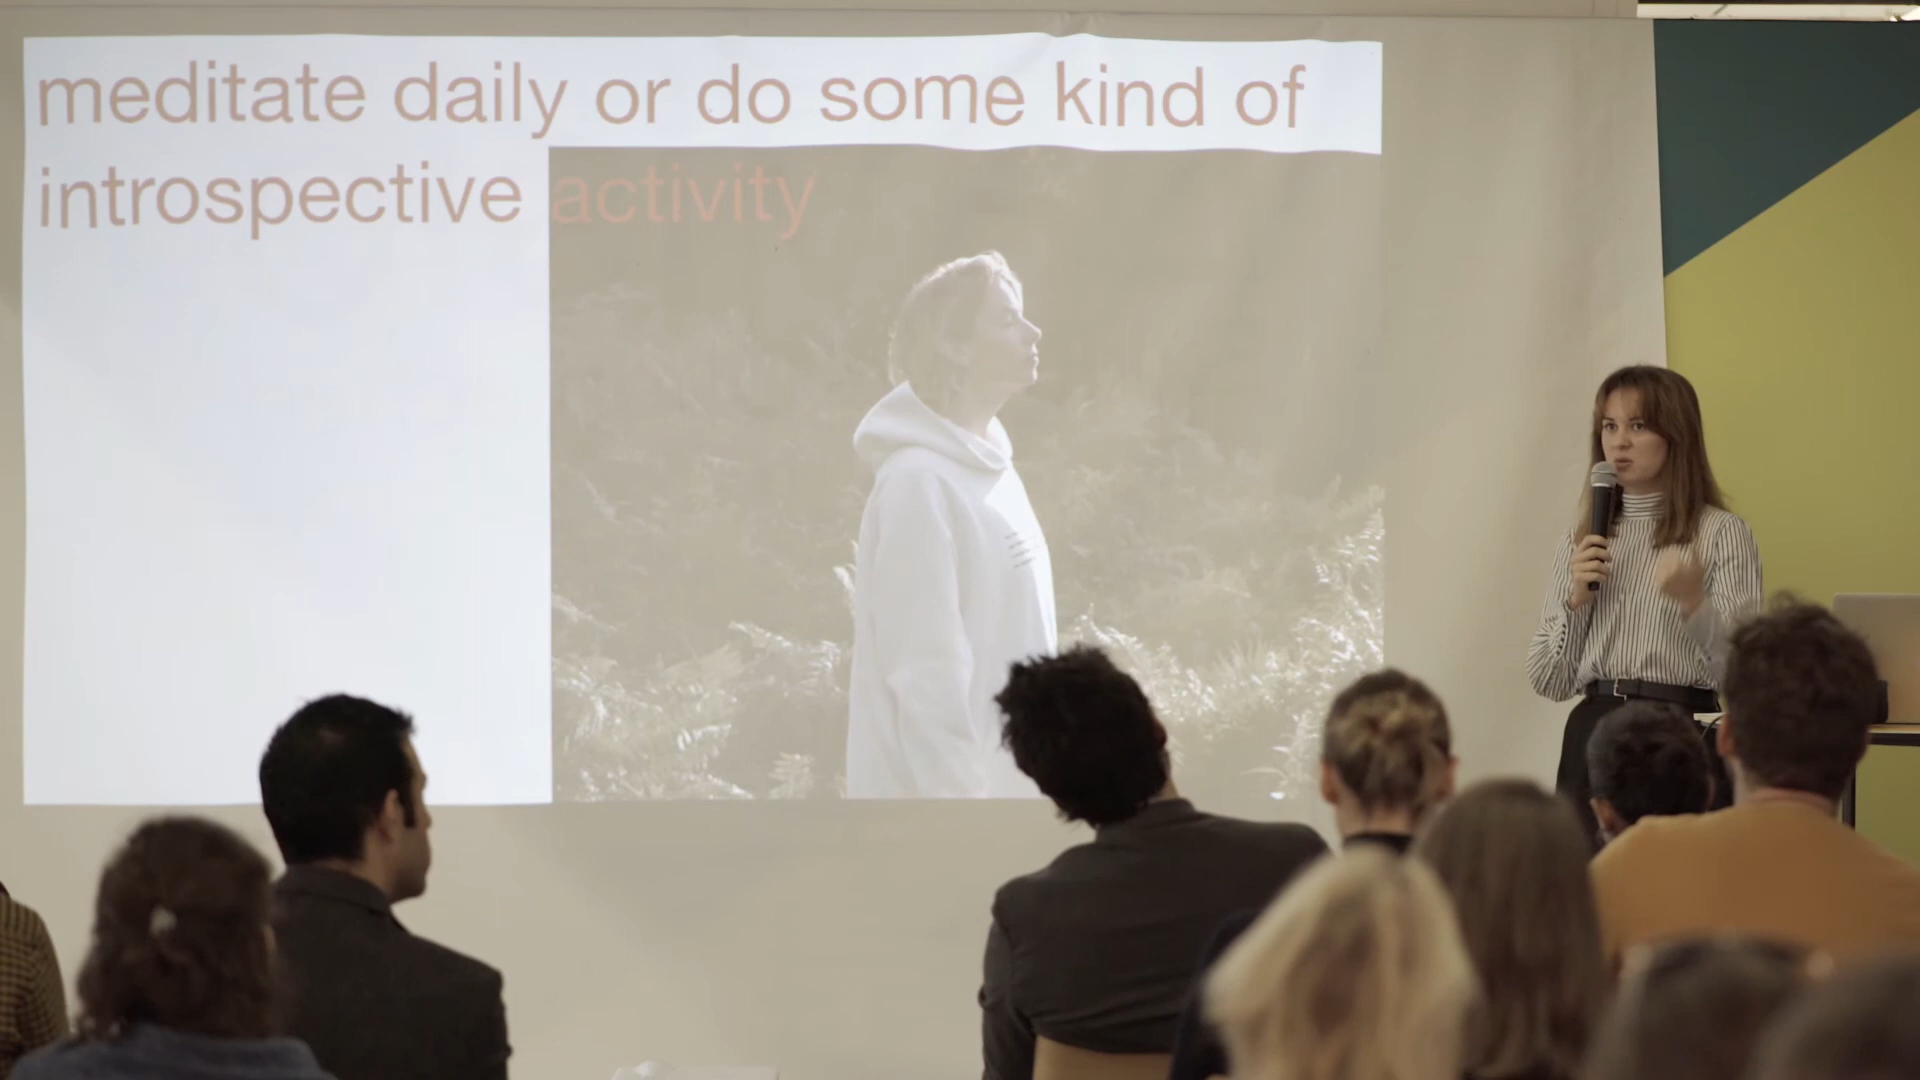 meditate daily or do some kind of
introspective activity